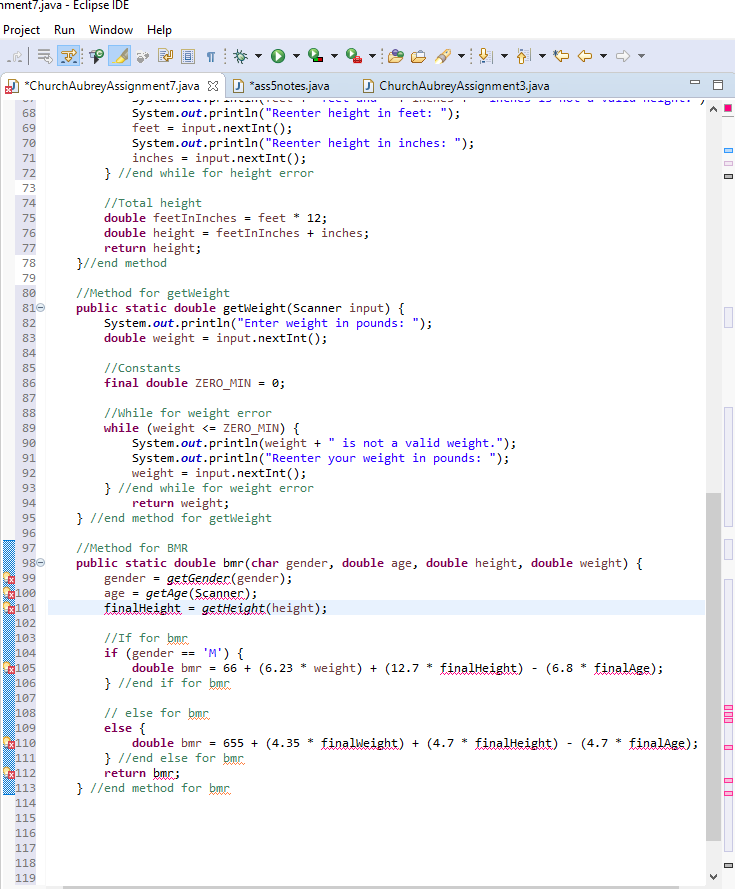 nment7.java - Eclipse IDE
Project Run Window Help
*ChurchAubreyAssignment7.java *ass5notes.java ChurchAubreyAssignment3.java
68 System.out.println("Reenter height in feet: ");
69 feet = input.nextInt();
70 System.out.println("Reenter height in inches: ");
71 inches = input.nextInt();
72 } //end while for height error
73
74 //Total height
75 double feetInInches = feet * 12;
76 double height = feetInInches + inches;
77 return height;
78 }//end method
79
80 //Method for getWeight
81 public static double getWeight(Scanner input) {
82 System.out.println("Enter weight in pounds: ");
83 double weight = input.nextInt();
84
85 //Constants
86 final double ZERO_MIN = 0;
87
88 //While for weight error
89 while (weight <= ZERO_MIN) {
90 System.out.println(weight + " is not a valid weight.");
91 System.out.println("Reenter your weight in pounds: ");
92 weight = input.nextInt();
93 } //end while for weight error
94 return weight;
95 } //end method for getWeight
96
97 //Method for BMR
98 public static double bmr(char gender, double age, double height, double weight) {
99 gender = getGender(gender);
100 age = getAge(Scanner);
101 finalHeight = getHeight(height);
102
103 //If for bmr
104 if (gender == 'M') {
105 double bmr = 66 + (6.23 * weight) + (12.7 * finalHeight) - (6.8 * finalAge);
106 } //end if for bmr
107
108 // else for bmr
109 else {
110 double bmr = 655 + (4.35 * finalWeight) + (4.7 * finalHeight) - (4.7 * finalAge);
111 } //end else for bmr
112 return bmr;
113 } //end method for bmr
114
115
116
117
118
119